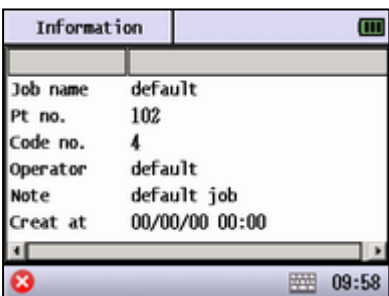 Information
Job name default
Pt no. 102
Code no. 4
Operator default
Note default job
Creat at 00/00/00 00:00
09:58